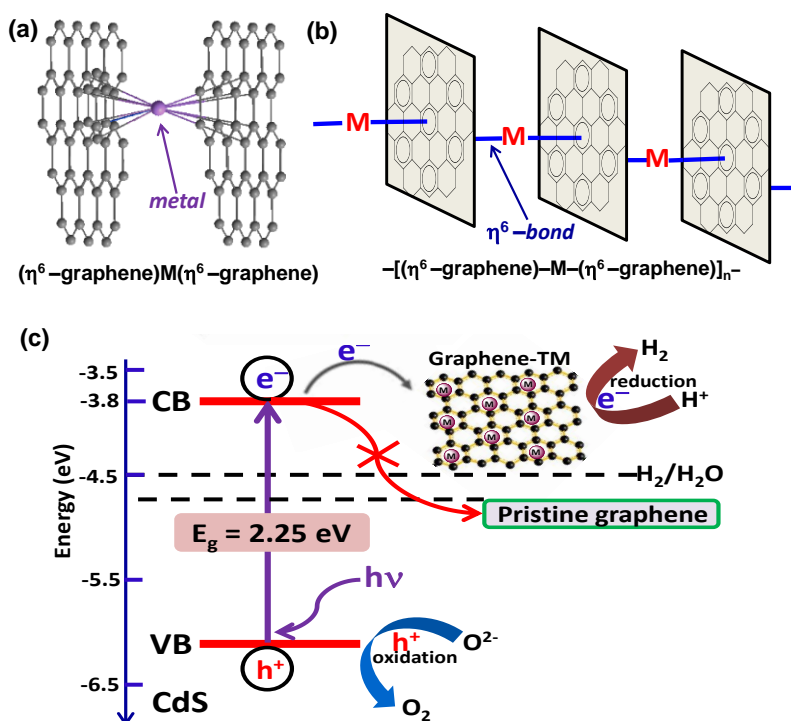 (a)
metal
(η⁶–graphene)M(η⁶–graphene)
(b)
M
M
M
η⁶–bond
–[(η⁶–graphene)–M–(η⁶–graphene)]ₙ–
(c)
Energy (eV)
-3.5
-3.8
-4.5
-5.5
-6.5
CB
e⁻
e⁻
Graphene-TM
M
M
M
M
M
M
M
M
H₂
reduction
e⁻
H⁺
H₂/H₂O
Pristine graphene
E_g = 2.25 eV
hν
VB
h⁺
h⁺
oxidation
O²⁻
O₂
CdS